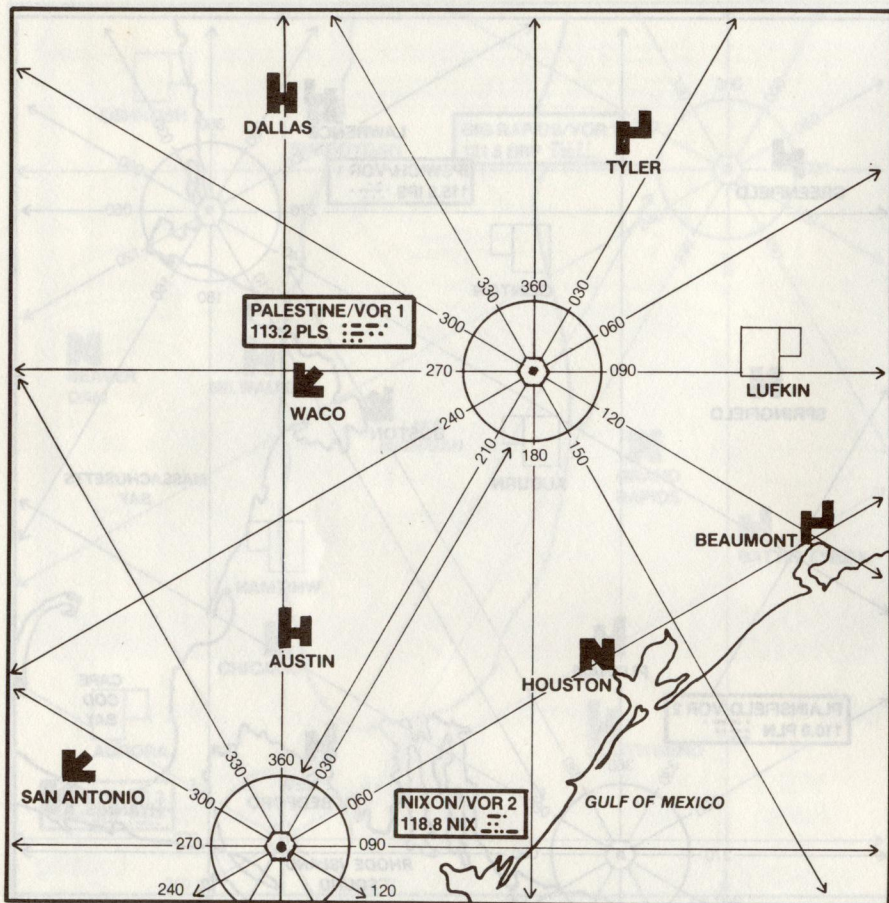 DALLAS
TYLER
PALESTINE/VOR 1
113.2 PLS
330
360
030
300
060
270
090
240
120
210
180
150
WACO
LUFKIN
BEAUMONT
AUSTIN
HOUSTON
SAN ANTONIO
330
360
030
300
060
270
090
240
120
NIXON/VOR 2
118.8 NIX
GULF OF MEXICO